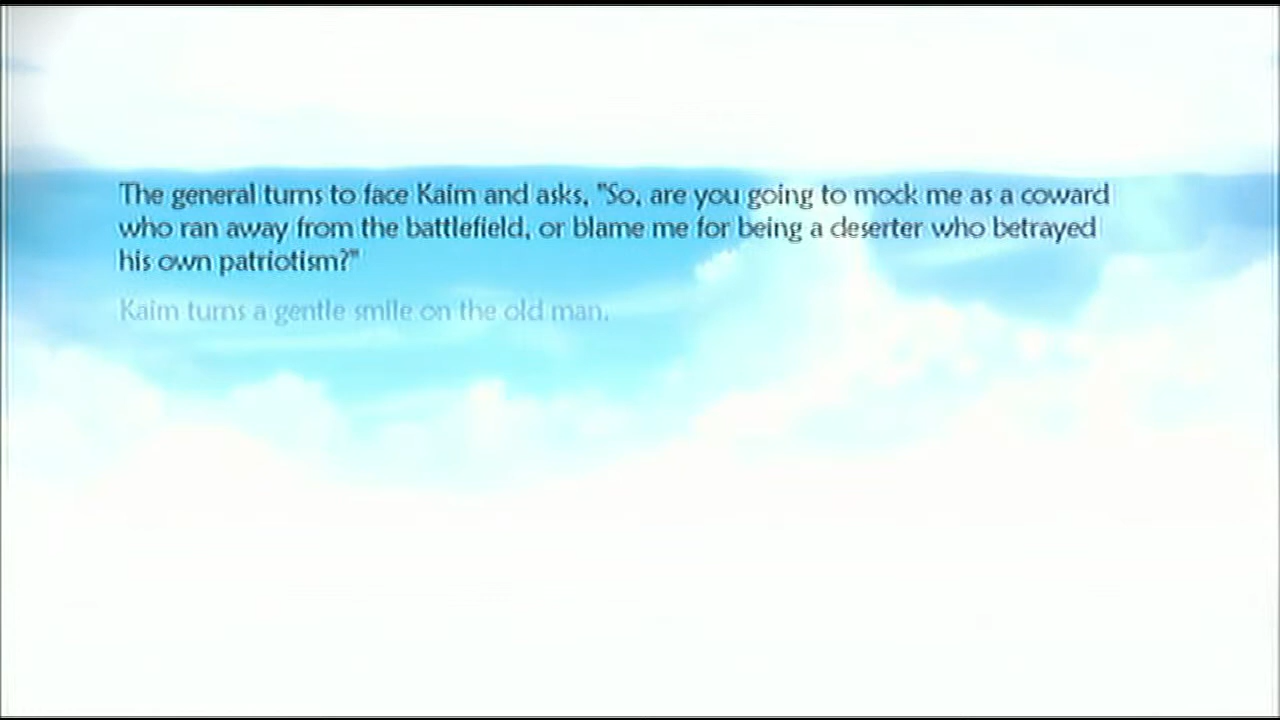 The general turns to face Kaim and asks, "So, are you going to mock me as a coward
who ran away from the battlefield, or blame me for being a deserter who betrayed
his own patriotism?"
Kaim turns a gentle smile on the old man.